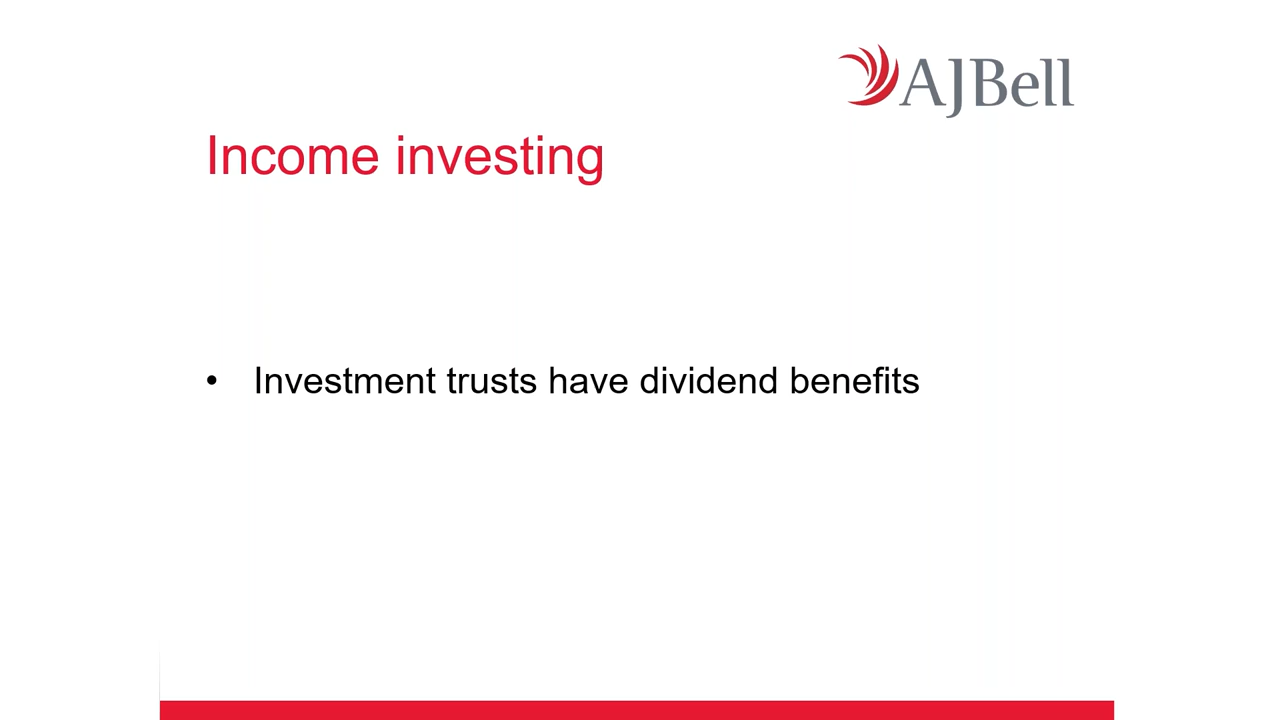 AJBell
Income investing
• Investment trusts have dividend benefits